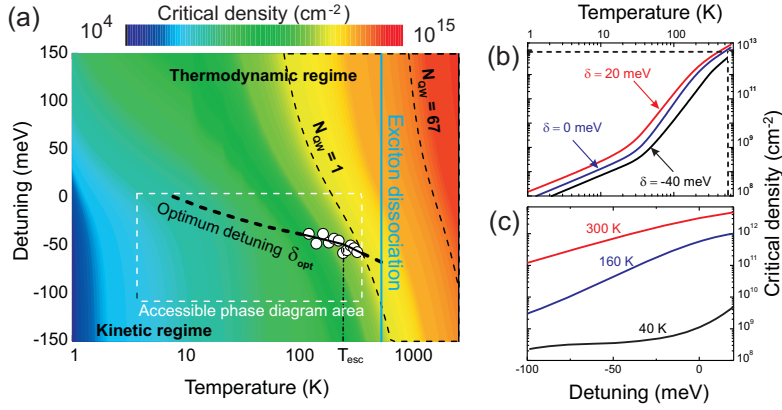 (a)
Critical density (cm⁻²)
10⁴
10¹⁵
Thermodynamic regime
N_QW = 1
N_QW = 67
Exciton dissociation
Optimum detuning δ_opt
Accessible phase diagram area
Kinetic regime
150
100
50
0
-50
-100
-150
Detuning (meV)
1
10
100
T_esc
1000
Temperature (K)
Temperature (K)
1
10
100
(b)
δ = 20 meV
δ = 0 meV
δ = -40 meV
10¹³
10¹²
10¹¹
10⁹
10⁸
Critical density (cm⁻²)
(c)
300 K
160 K
40 K
10¹²
10¹¹
10¹⁰
10⁹
10⁸
-100
-50
0
Detuning (meV)